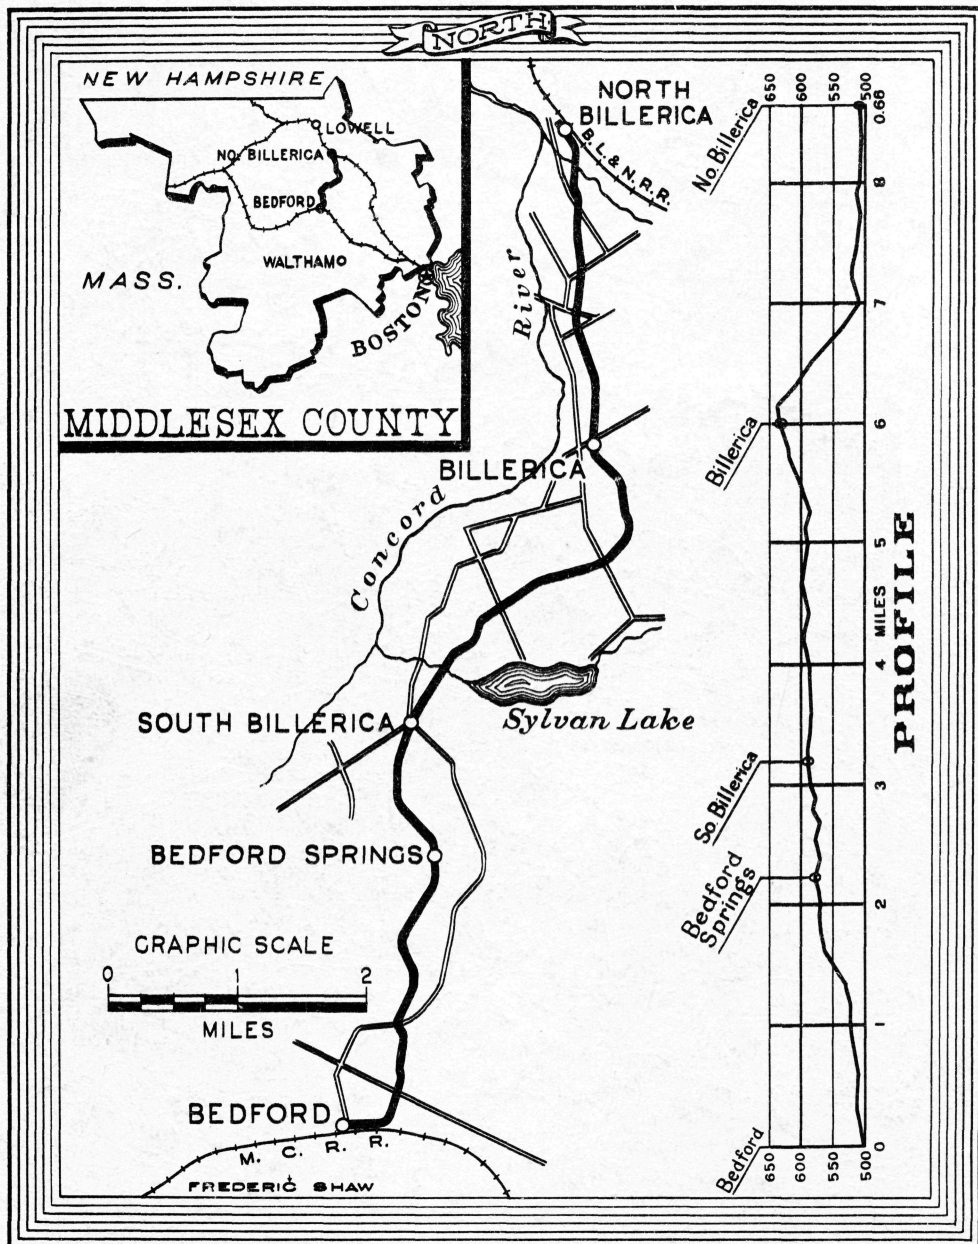 NORTH
NEW HAMPSHIRE
LOWELL
NO. BILLERICA
BEDFORD
WALTHAM
MASS.
BOSTON
MIDDLESEX COUNTY
NORTH
BILLERICA
B. L. & N. R. R.
River
Concord
BILLERICA
SOUTH BILLERICA
Sylvan Lake
BEDFORD SPRINGS
GRAPHIC SCALE
0 1 2
MILES
BEDFORD
M. C. R. R.
FREDERIC SHAW
650 600 550 500
No. Billerica
0.68
8
7
Billerica
6
5
MILES
PROFILE
4
So. Billerica
3
Bedford
Springs
2
1
Bedford
0
650 600 550 500